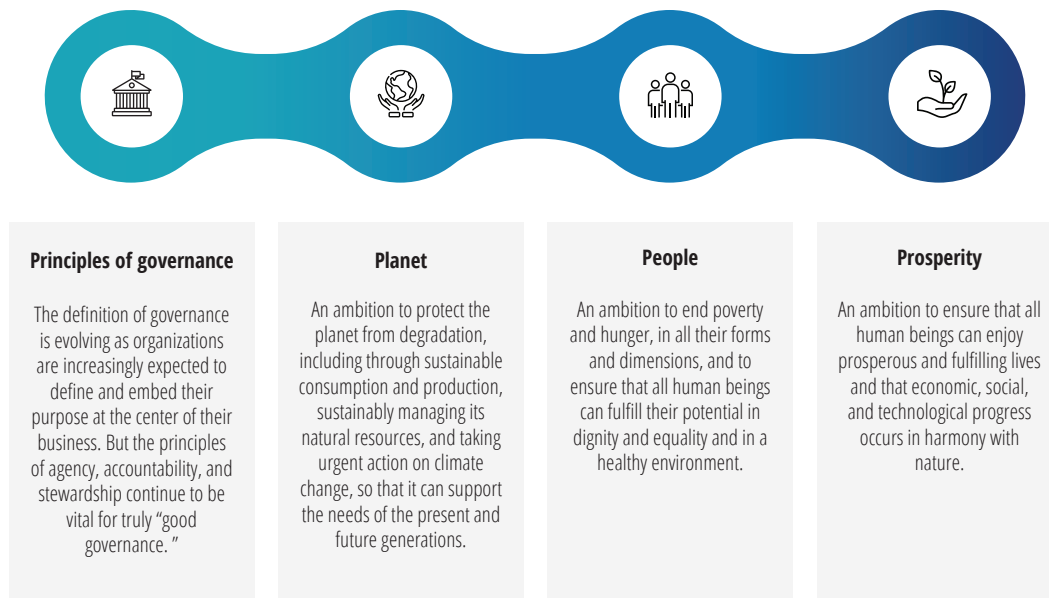 Principles of governance
The definition of governance
is evolving as organizations
are increasingly expected to
define and embed their
purpose at the center of their
business. But the principles
of agency, accountability, and
stewardship continue to be
vital for truly “good
governance. ”
Planet
An ambition to protect the
planet from degradation,
including through sustainable
consumption and production,
sustainably managing its
natural resources, and taking
urgent action on climate
change, so that it can support
the needs of the present and
future generations.
People
An ambition to end poverty
and hunger, in all their forms
and dimensions, and to
ensure that all human beings
can fulfill their potential in
dignity and equality and in a
healthy environment.
Prosperity
An ambition to ensure that all
human beings can enjoy
prosperous and fulfilling lives
and that economic, social,
and technological progress
occurs in harmony with
nature.